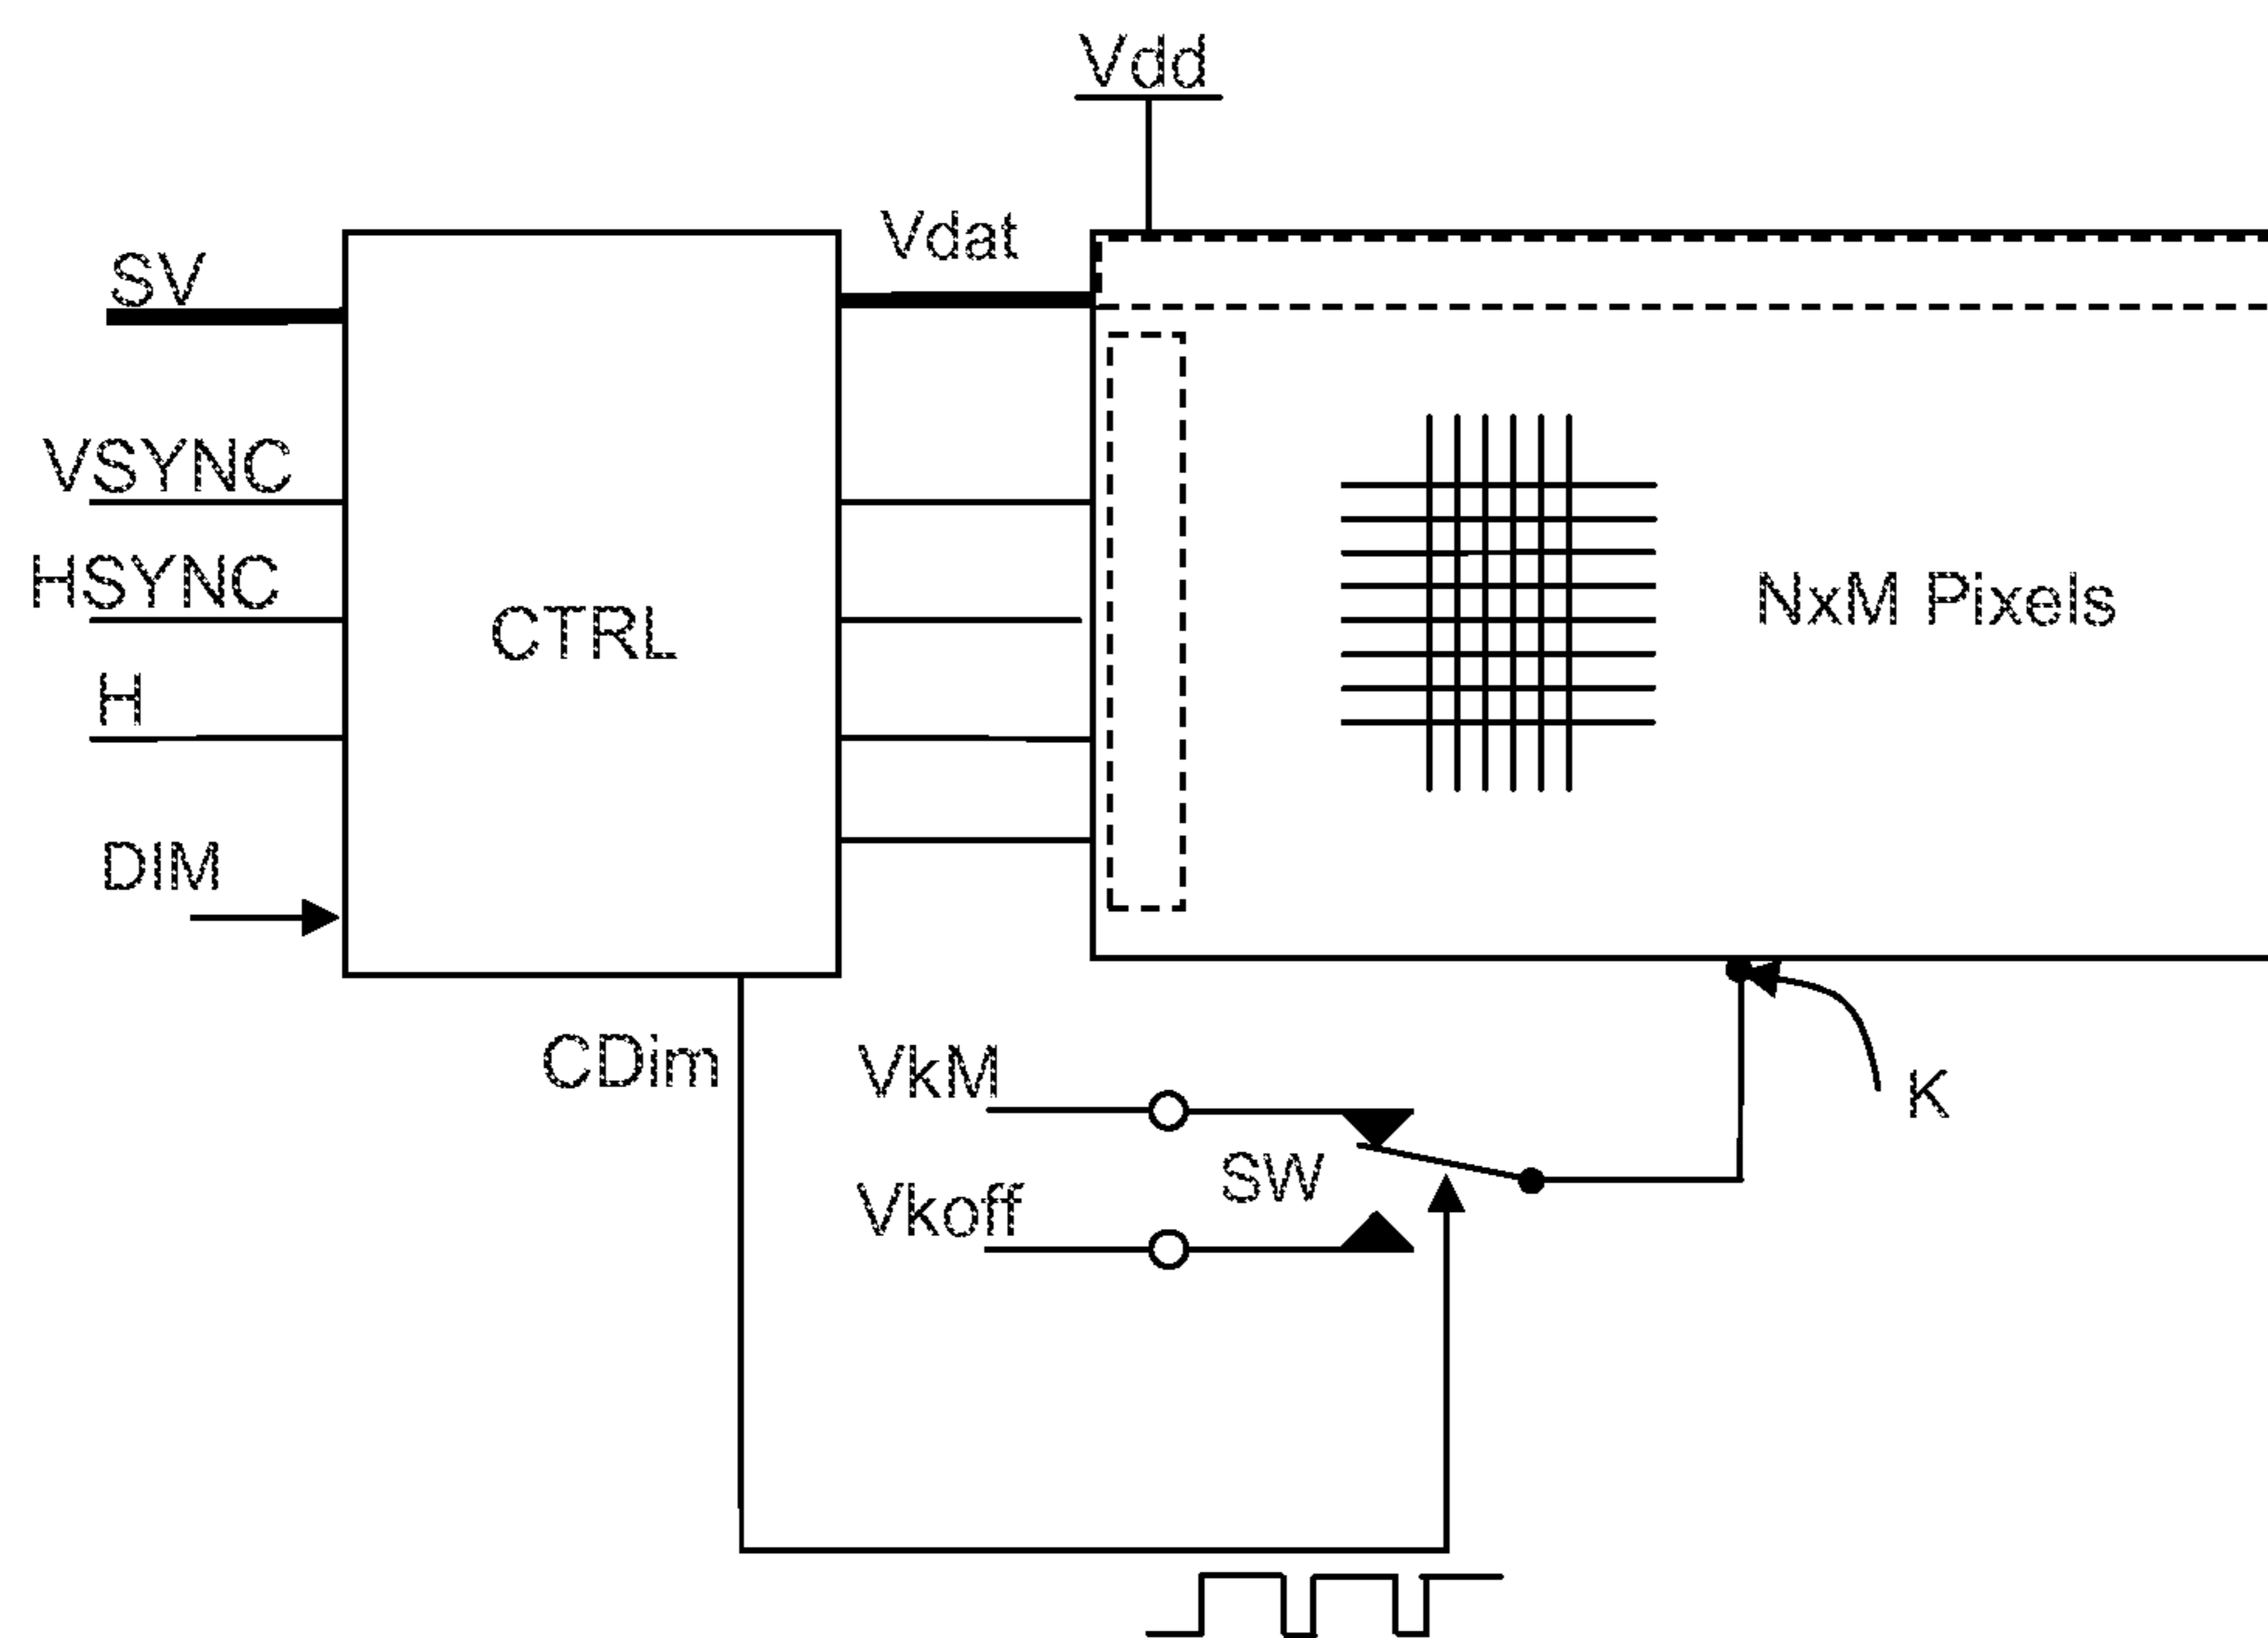 Vdd
Vdat
SV
VSYNC
HSYNC
CTRL
NxM Pixels
H
DIM
CDim
VkM
K
SW
Vkoff